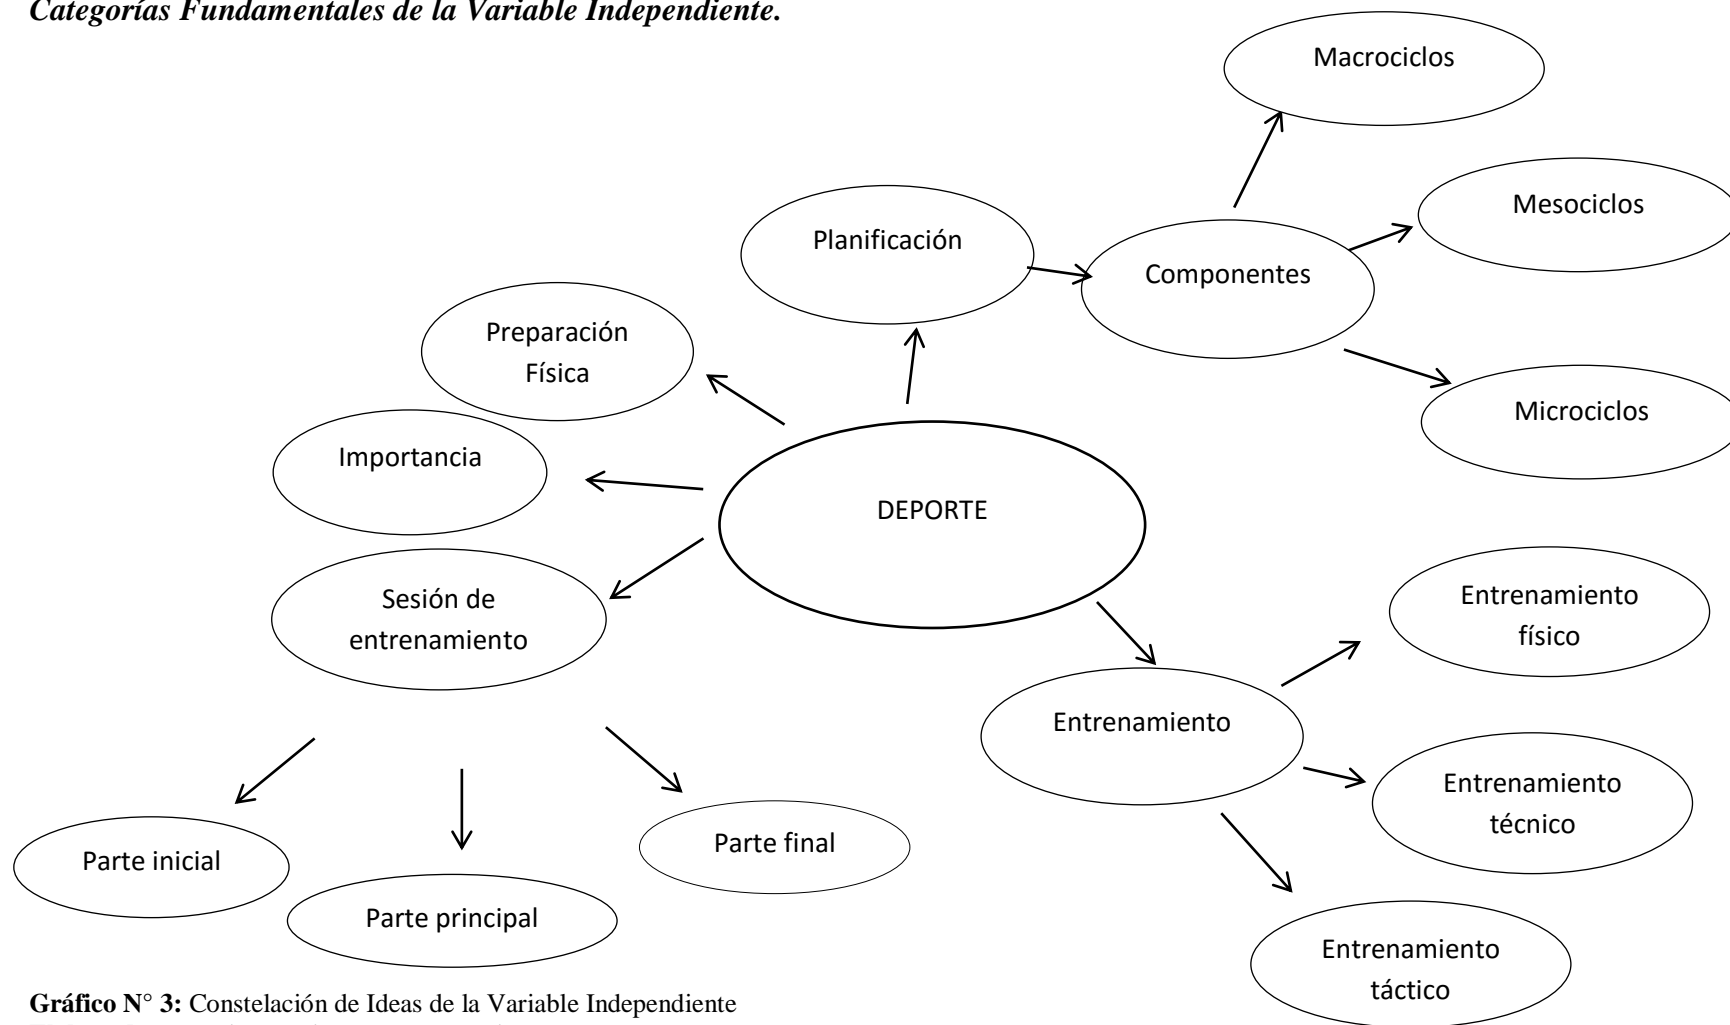 Categorías Fundamentales de la Variable Independiente.
Macrociclos
Mesociclos
Planificación
Componentes
Preparación
Física
Microciclos
Importancia
DEPORTE
Sesión de
entrenamiento
Entrenamiento
físico
Entrenamiento
Entrenamiento
técnico
Parte final
Parte inicial
Parte principal
Entrenamiento
táctico
Gráfico N° 3: Constelación de Ideas de la Variable Independiente